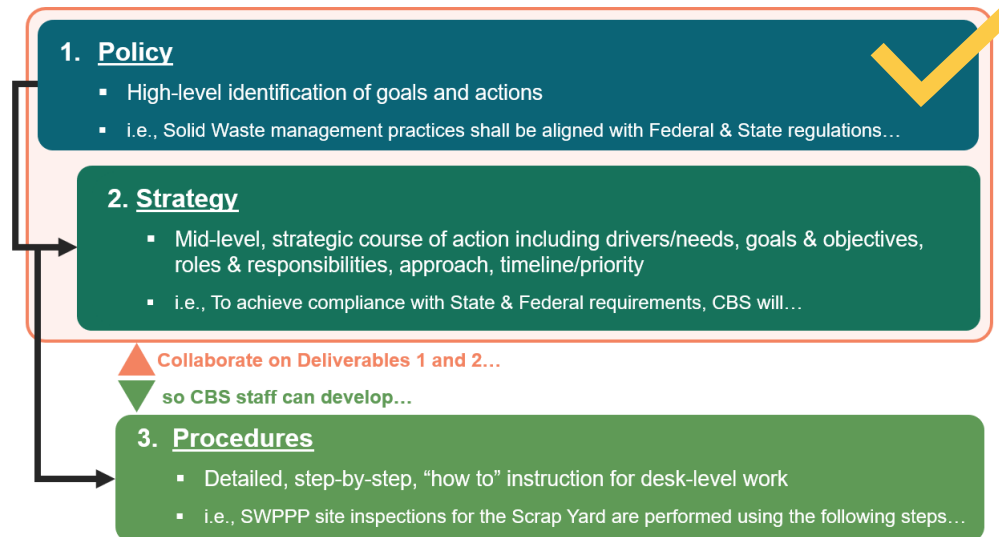 1. Policy
▪ High-level identification of goals and actions
▪ i.e., Solid Waste management practices shall be aligned with Federal & State regulations…
2. Strategy
▪ Mid-level, strategic course of action including drivers/needs, goals & objectives,
roles & responsibilities, approach, timeline/priority
▪ i.e., To achieve compliance with State & Federal requirements, CBS will…
Collaborate on Deliverables 1 and 2…
so CBS staff can develop…
3. Procedures
▪ Detailed, step-by-step, “how to” instruction for desk-level work
▪ i.e., SWPPP site inspections for the Scrap Yard are performed using the following steps…